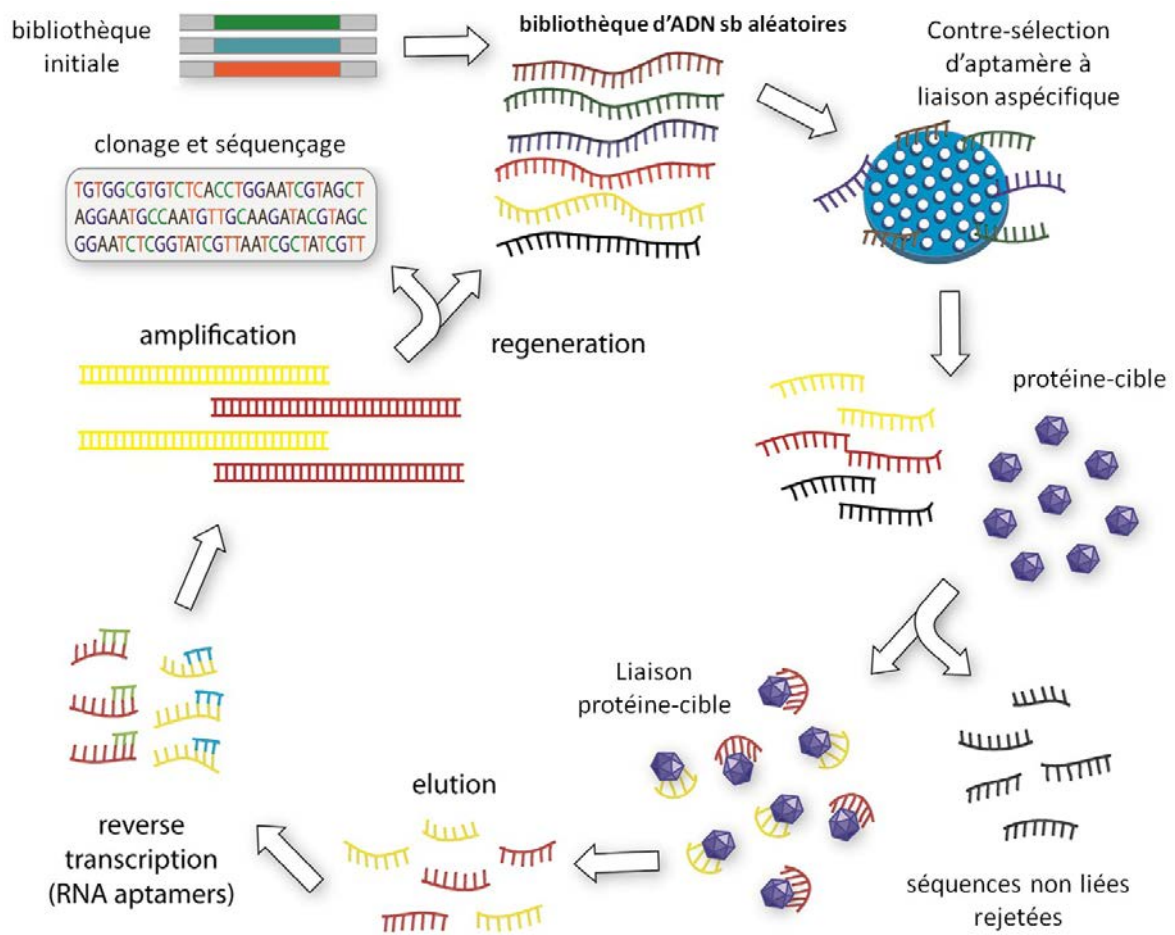 bibliothèque
initiale
bibliothèque d'ADN sb aléatoires
Contre-sélection
d'aptamère à
liaison aspécifique
clonage et séquençage
TGTGGCGTGTCTCACCTGGAATCGTAGCT
AGGAATGCCAATGTTGCAAGATACGTAGC
GGAATCTCGGTATCGTTAATCGCTATCGTT
amplification
regeneration
protéine-cible
Liaison
protéine-cible
elution
reverse
transcription
(RNA aptamers)
séquences non liées
rejetées